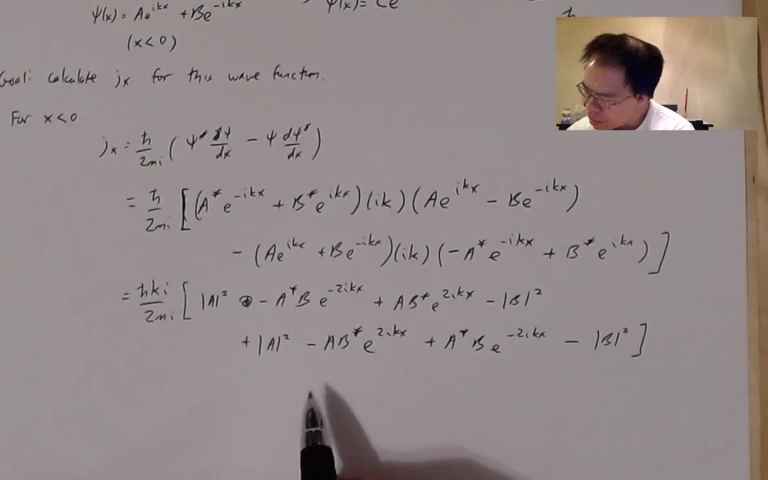 ψ(x) = Ae^{ikx} + Be^{-ikx} ψ(x) = Ce
(x<0)
Goal: calculate j_x for this wave function.
For x<0
j_x = ħ/2mi (ψ* dψ/dx − ψ dψ*/dx)
= ħ/2mi [(A* e^{-ikx} + B* e^{ikx})(ik)(Ae^{ikx} − Be^{-ikx})
− (Ae^{ikx} + Be^{-ikx})(ik)(−A* e^{-ikx} + B* e^{ikx})]
= ħki/2mi [|A|² − A*B e^{-2ikx} + AB* e^{2ikx} − |B|²
+ |A|² − AB* e^{2ikx} + A*B e^{-2ikx} − |B|²]